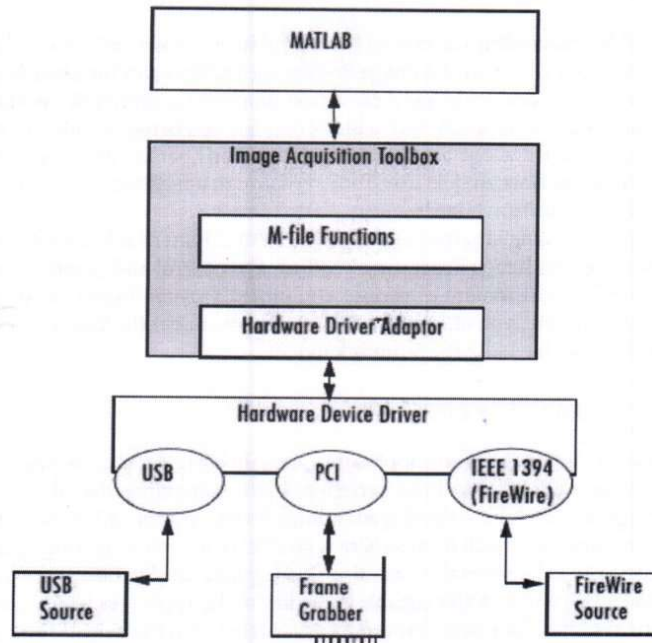 MATLAB
Image Acquisition Toolbox
M-file Functions
Hardware Driver Adaptor
Hardware Device Driver
USB
PCI
IEEE 1394
(FireWire)
USB
Source
Frame
Grabber
FireWire
Source